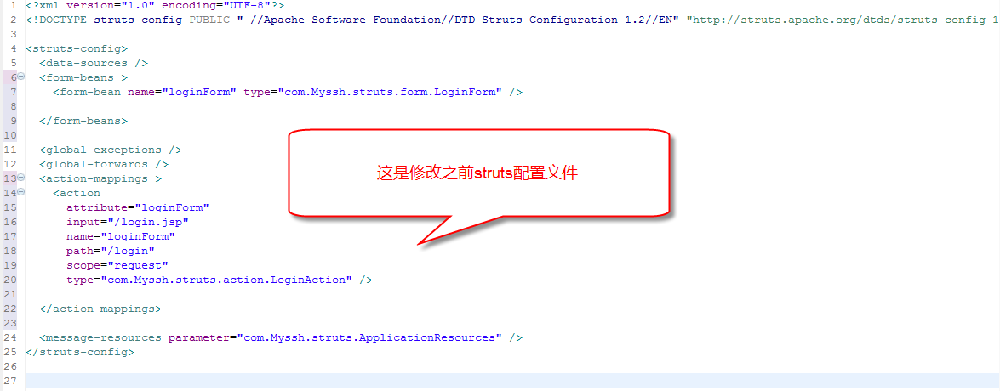 1 <?xml version="1.0" encoding="UTF-8"?>
2 <!DOCTYPE struts-config PUBLIC "-//Apache Software Foundation//DTD Struts Configuration 1.2//EN" "http://struts.apache.org/dtds/struts-config_1
3
4 <struts-config>
5 <data-sources />
6 <form-beans >
7 <form-bean name="loginForm" type="com.Myssh.struts.form.LoginForm" />
8
9 </form-beans>
10
11 <global-exceptions />
12 <global-forwards />
这是修改之前struts配置文件
13 <action-mappings >
14 <action
15 attribute="loginForm"
16 input="/login.jsp"
17 name="loginForm"
18 path="/login"
19 scope="request"
20 type="com.Myssh.struts.action.LoginAction" />
21
22 </action-mappings>
23
24 <message-resources parameter="com.Myssh.struts.ApplicationResources" />
25 </struts-config>
26
27